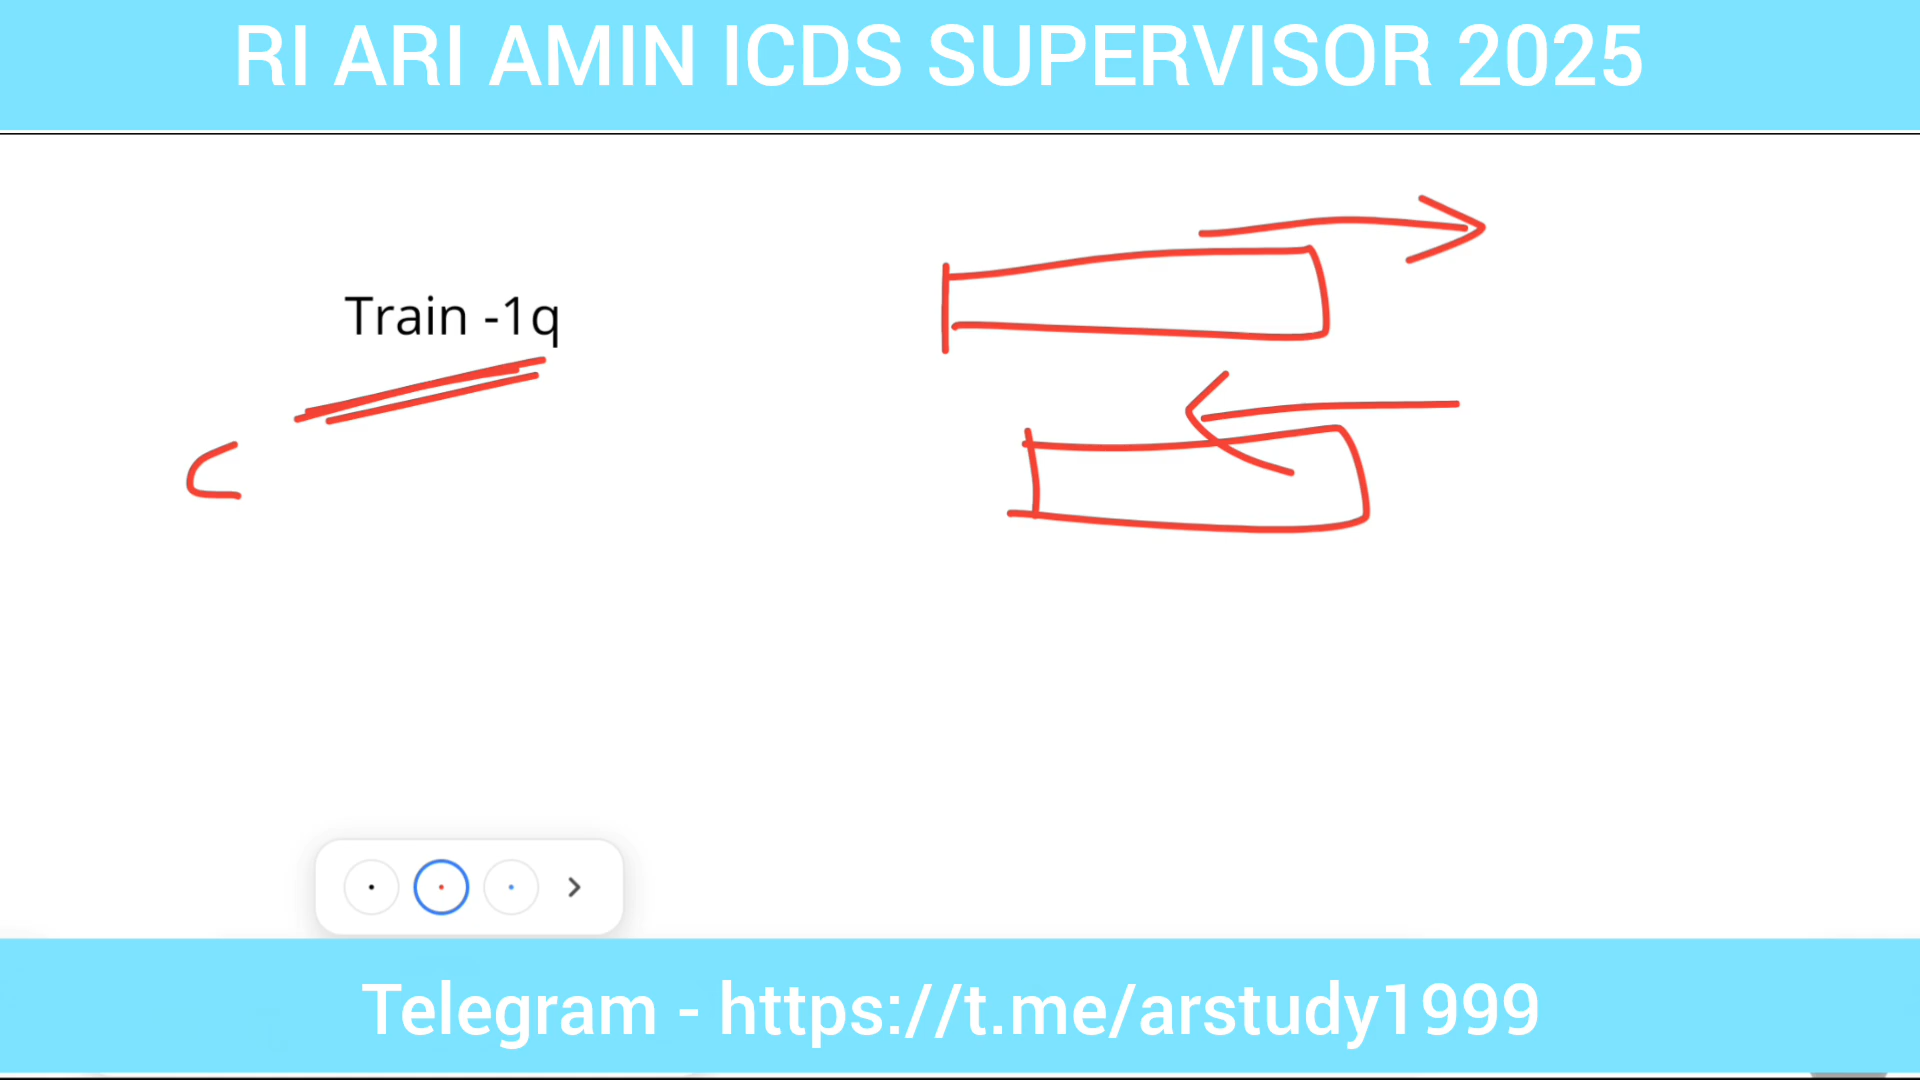 RI ARI AMIN ICDS SUPERVISOR 2025
Train -1q
Telegram - https://t.me/arstudy1999